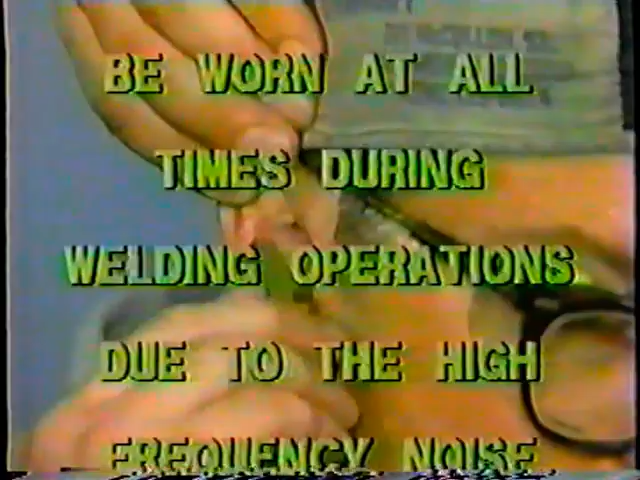 BE WORN AT ALL
TIMES DURING
WELDING OPERATIONS
DUE TO THE HIGH
FREQUENCY NOISE